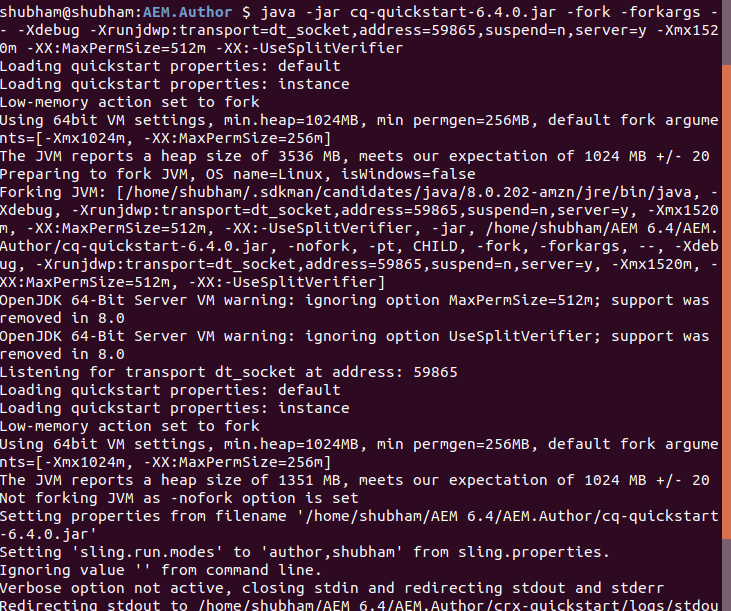 shubham@shubham:AEM.Author $ java -jar cq-quickstart-6.4.0.jar -fork -forkargs -
- -Xdebug -Xrunjdwp:transport=dt_socket,address=59865,suspend=n,server=y -Xmx152
0m -XX:MaxPermSize=512m -XX:-UseSplitVerifier
Loading quickstart properties: default
Loading quickstart properties: instance
Low-memory action set to fork
Using 64bit VM settings, min.heap=1024MB, min permgen=256MB, default fork argume
nts=[-Xmx1024m, -XX:MaxPermSize=256m]
The JVM reports a heap size of 3536 MB, meets our expectation of 1024 MB +/- 20
Preparing to fork JVM, OS name=Linux, isWindows=false
Forking JVM: [/home/shubham/.sdkman/candidates/java/8.0.202-amzn/jre/bin/java, -
Xdebug, -Xrunjdwp:transport=dt_socket,address=59865,suspend=n,server=y, -Xmx1520
m, -XX:MaxPermSize=512m, -XX:-UseSplitVerifier, -jar, /home/shubham/AEM 6.4/AEM.
Author/cq-quickstart-6.4.0.jar, -nofork, -pt, CHILD, -fork, -forkargs, --, -Xdeb
ug, -Xrunjdwp:transport=dt_socket,address=59865,suspend=n,server=y, -Xmx1520m, -
XX:MaxPermSize=512m, -XX:-UseSplitVerifier]
OpenJDK 64-Bit Server VM warning: ignoring option MaxPermSize=512m; support was
removed in 8.0
OpenJDK 64-Bit Server VM warning: ignoring option UseSplitVerifier; support was
removed in 8.0
Listening for transport dt_socket at address: 59865
Loading quickstart properties: default
Loading quickstart properties: instance
Low-memory action set to fork
Using 64bit VM settings, min.heap=1024MB, min permgen=256MB, default fork argume
nts=[-Xmx1024m, -XX:MaxPermSize=256m]
The JVM reports a heap size of 1351 MB, meets our expectation of 1024 MB +/- 20
Not forking JVM as -nofork option is set
Setting properties from filename '/home/shubham/AEM 6.4/AEM.Author/cq-quickstart
-6.4.0.jar'
Setting 'sling.run.modes' to 'author,shubham' from sling.properties.
Ignoring value '' from command line.
Verbose option not active, closing stdin and redirecting stdout and stderr
Redirecting stdout to /home/shubham/AEM 6.4/AEM.Author/crx-quickstart/logs/stdou